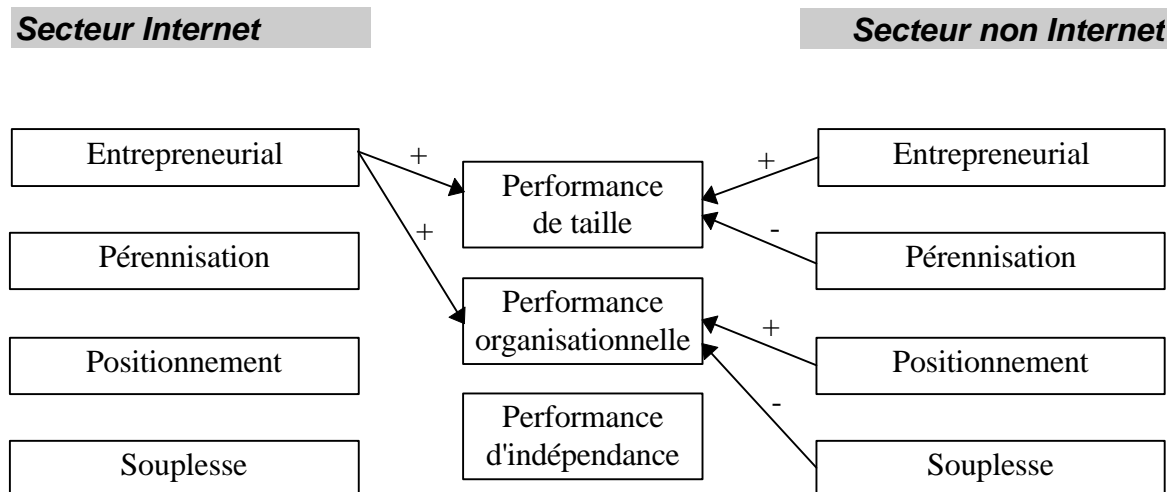 Secteur Internet
Secteur non Internet
Entrepreneurial
+
+
Performance
de taille
+
-
Entrepreneurial
Pérennisation
Pérennisation
Performance
organisationnelle
+
-
Positionnement
Positionnement
Performance
d'indépendance
Souplesse
Souplesse